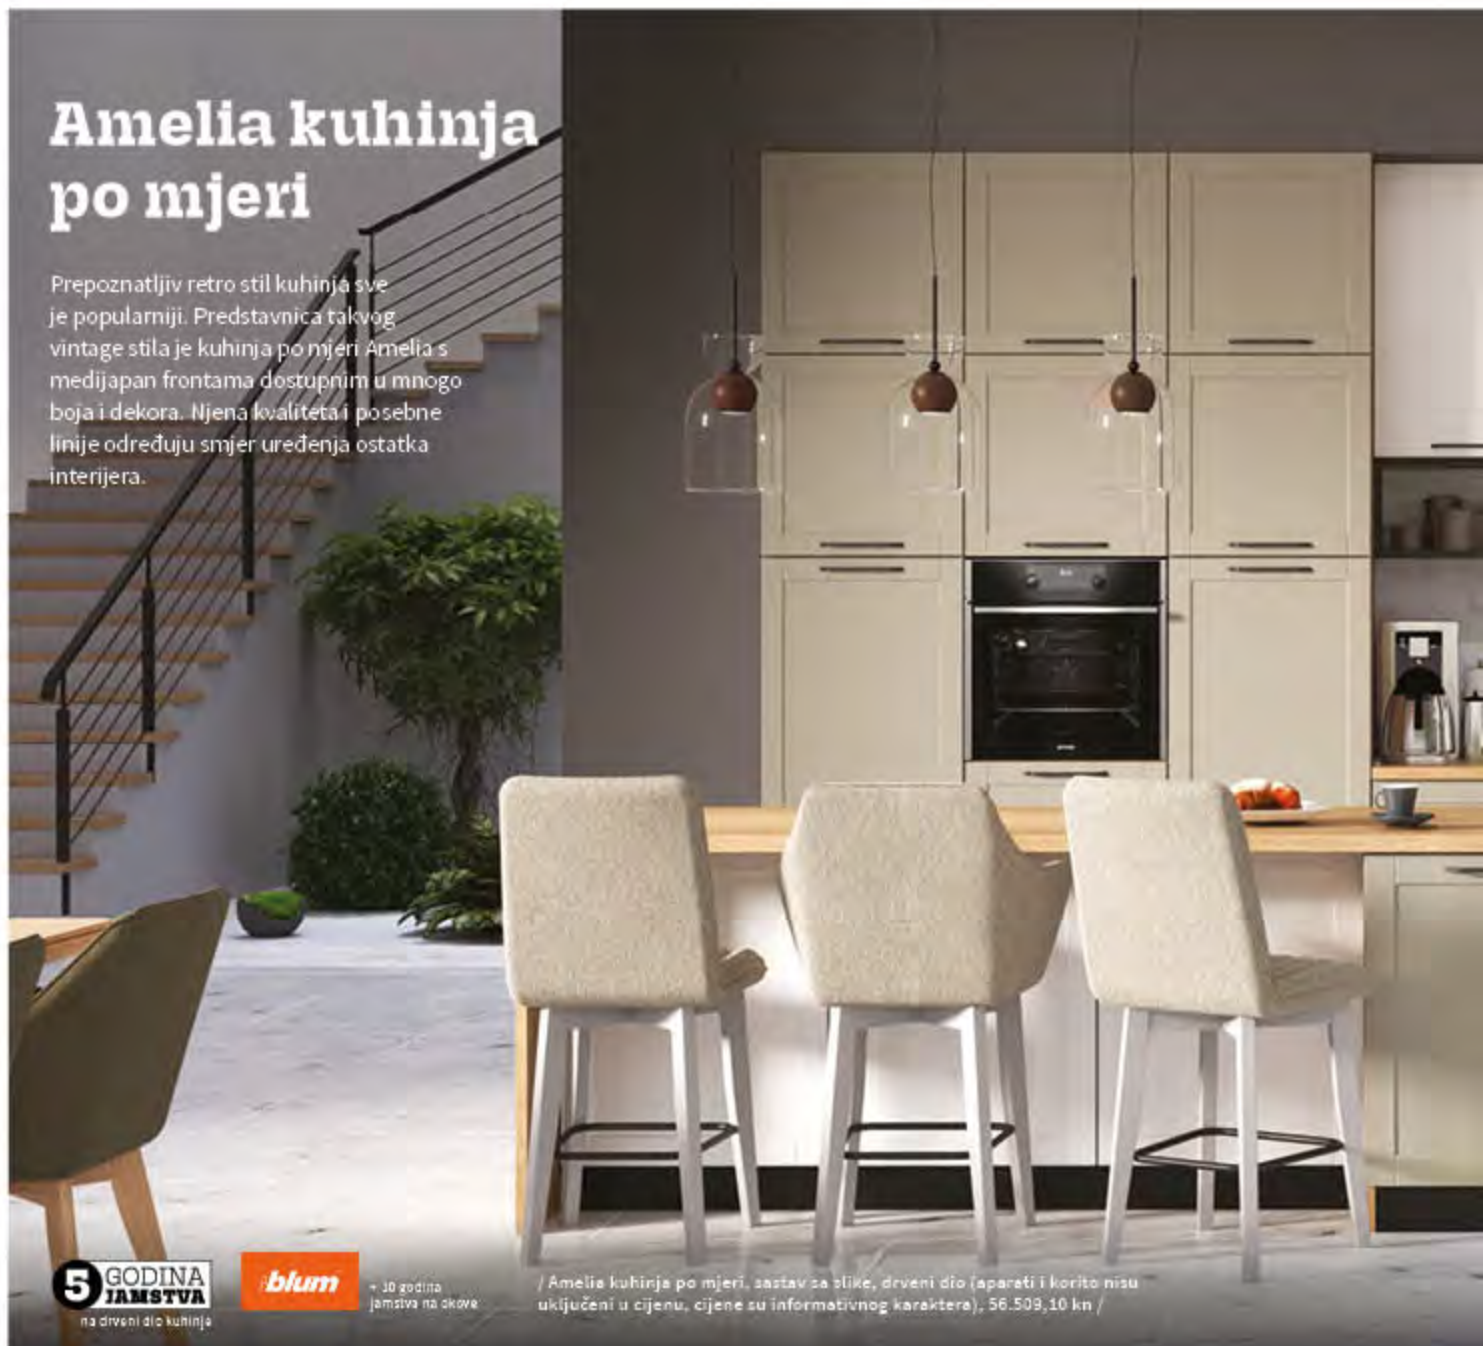 Amelia kuhinja
po mjeri
Prepoznatljiv retro stil kuhinja sve
je popularniji. Predstavnica takvog
vintage stila je kuhinja po mjeri Amelia s
medijapan frontama dostupnim u mnogo
boja i dekora. Njena kvaliteta i posebne
linije određuju smjer uređenja ostatka
interijera.
5 GODINA
JAMSTVA
na drveni dio kuhinje
blum
+ 10 godina
jamstva na okove
/ Amelia kuhinja po mjeri, sastav sa slike, drveni dio (aparati i korito nisu
uključeni u cijenu, cijene su informativnog karaktera), 56.509,10 kn /